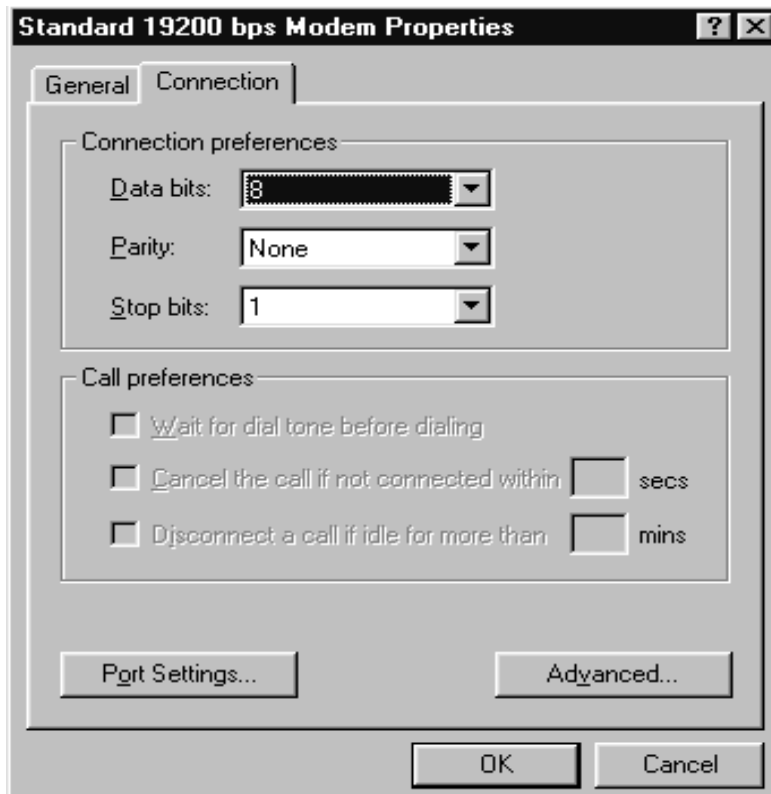 Standard 19200 bps Modem Properties ? X
General Connection
Connection preferences
Data bits: 8
Parity: None
Stop bits: 1
Call preferences
Wait for dial tone before dialing
Cancel the call if not connected within secs
Disconnect a call if idle for more than mins
Port Settings... Advanced...
OK Cancel